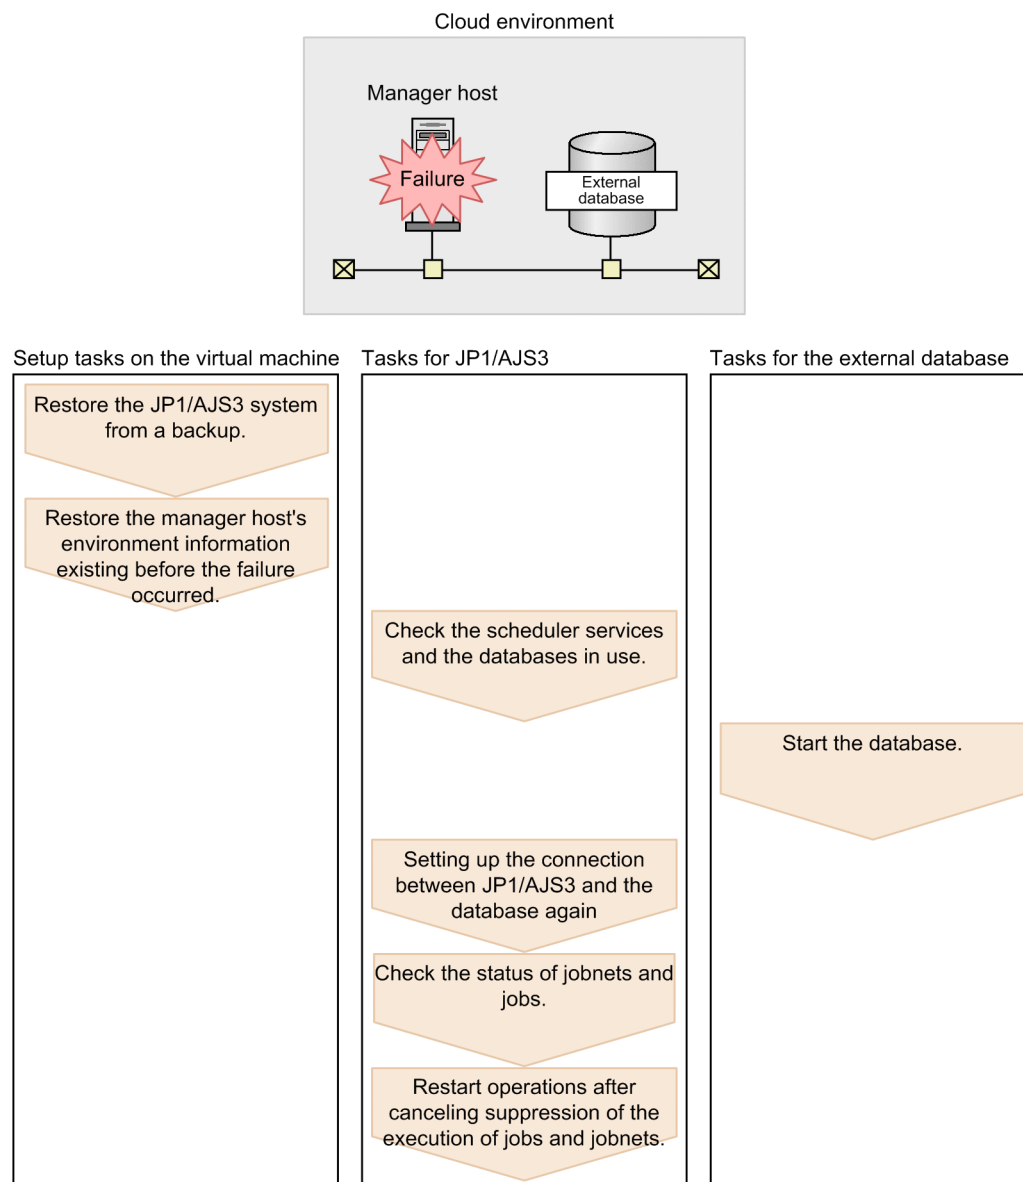 Cloud environment
Manager host
Failure
External
database
Setup tasks on the virtual machine
Tasks for JP1/AJS3
Tasks for the external database
Restore the JP1/AJS3 system
from a backup.
Restore the manager host's
environment information
existing before the failure
occurred.
Check the scheduler services
and the databases in use.
Start the database.
Setting up the connection
between JP1/AJS3 and the
database again
Check the status of jobnets and
jobs.
Restart operations after
canceling suppression of the
execution of jobs and jobnets.